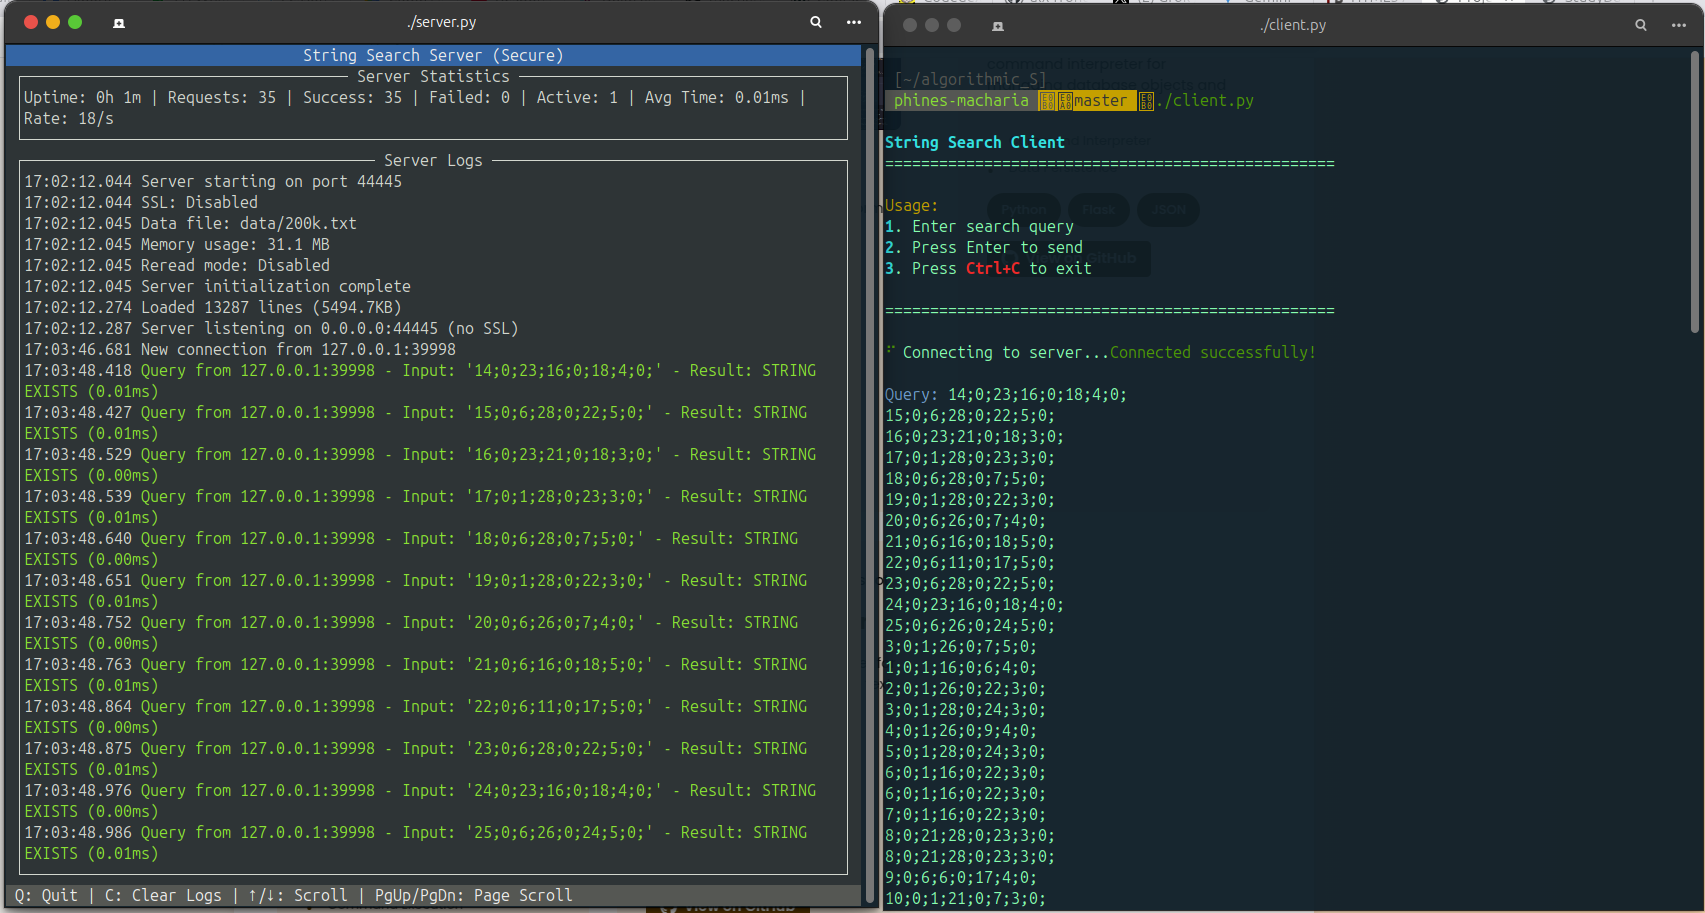 ./server.py
String Search Server (Secure)
Server Statistics
Uptime: 0h 1m | Requests: 35 | Success: 35 | Failed: 0 | Active: 1 | Avg Time: 0.01ms |
Rate: 18/s
Server Logs
17:02:12.044 Server starting on port 44445
17:02:12.044 SSL: Disabled
17:02:12.045 Data file: data/200k.txt
17:02:12.045 Memory usage: 31.1 MB
17:02:12.045 Reread mode: Disabled
17:02:12.045 Server initialization complete
17:02:12.274 Loaded 13287 lines (5494.7KB)
17:02:12.287 Server listening on 0.0.0.0:44445 (no SSL)
17:03:46.681 New connection from 127.0.0.1:39998
17:03:48.418 Query from 127.0.0.1:39998 - Input: '14;0;23;16;0;18;4;0;' - Result: STRING
EXISTS (0.01ms)
17:03:48.427 Query from 127.0.0.1:39998 - Input: '15;0;6;28;0;22;5;0;' - Result: STRING
EXISTS (0.01ms)
17:03:48.529 Query from 127.0.0.1:39998 - Input: '16;0;23;21;0;18;3;0;' - Result: STRING
EXISTS (0.00ms)
17:03:48.539 Query from 127.0.0.1:39998 - Input: '17;0;1;28;0;23;3;0;' - Result: STRING
EXISTS (0.01ms)
17:03:48.640 Query from 127.0.0.1:39998 - Input: '18;0;6;28;0;7;5;0;' - Result: STRING
EXISTS (0.00ms)
17:03:48.651 Query from 127.0.0.1:39998 - Input: '19;0;1;28;0;22;3;0;' - Result: STRING
EXISTS (0.01ms)
17:03:48.752 Query from 127.0.0.1:39998 - Input: '20;0;6;26;0;7;4;0;' - Result: STRING
EXISTS (0.00ms)
17:03:48.763 Query from 127.0.0.1:39998 - Input: '21;0;6;16;0;18;5;0;' - Result: STRING
EXISTS (0.01ms)
17:03:48.864 Query from 127.0.0.1:39998 - Input: '22;0;6;11;0;17;5;0;' - Result: STRING
EXISTS (0.00ms)
17:03:48.875 Query from 127.0.0.1:39998 - Input: '23;0;6;28;0;22;5;0;' - Result: STRING
EXISTS (0.01ms)
17:03:48.976 Query from 127.0.0.1:39998 - Input: '24;0;23;16;0;18;4;0;' - Result: STRING
EXISTS (0.00ms)
17:03:48.986 Query from 127.0.0.1:39998 - Input: '25;0;6;26;0;24;5;0;' - Result: STRING
EXISTS (0.01ms)
Q: Quit | C: Clear Logs | ↑/↓: Scroll | PgUp/PgDn: Page Scroll
./client.py
command interpreter for
[~/algorithmic_S]
phines-macharia master ./client.py
String Search Client
==================================================
Usage:
Python Flask JSON
1. Enter search query
2. Press Enter to send
3. Press Ctrl+C to exit
==================================================
Connecting to server...Connected successfully!
Query: 14;0;23;16;0;18;4;0;
15;0;6;28;0;22;5;0;
16;0;23;21;0;18;3;0;
17;0;1;28;0;23;3;0;
18;0;6;28;0;7;5;0;
19;0;1;28;0;22;3;0;
20;0;6;26;0;7;4;0;
21;0;6;16;0;18;5;0;
22;0;6;11;0;17;5;0;
23;0;6;28;0;22;5;0;
24;0;23;16;0;18;4;0;
25;0;6;26;0;24;5;0;
3;0;1;26;0;7;5;0;
1;0;1;16;0;6;4;0;
2;0;1;26;0;22;3;0;
3;0;1;28;0;24;3;0;
4;0;1;26;0;9;4;0;
5;0;1;28;0;24;3;0;
6;0;1;16;0;22;3;0;
6;0;1;16;0;22;3;0;
7;0;1;16;0;22;3;0;
8;0;21;28;0;23;3;0;
8;0;21;28;0;23;3;0;
9;0;6;6;0;17;4;0;
10;0;1;21;0;7;3;0;